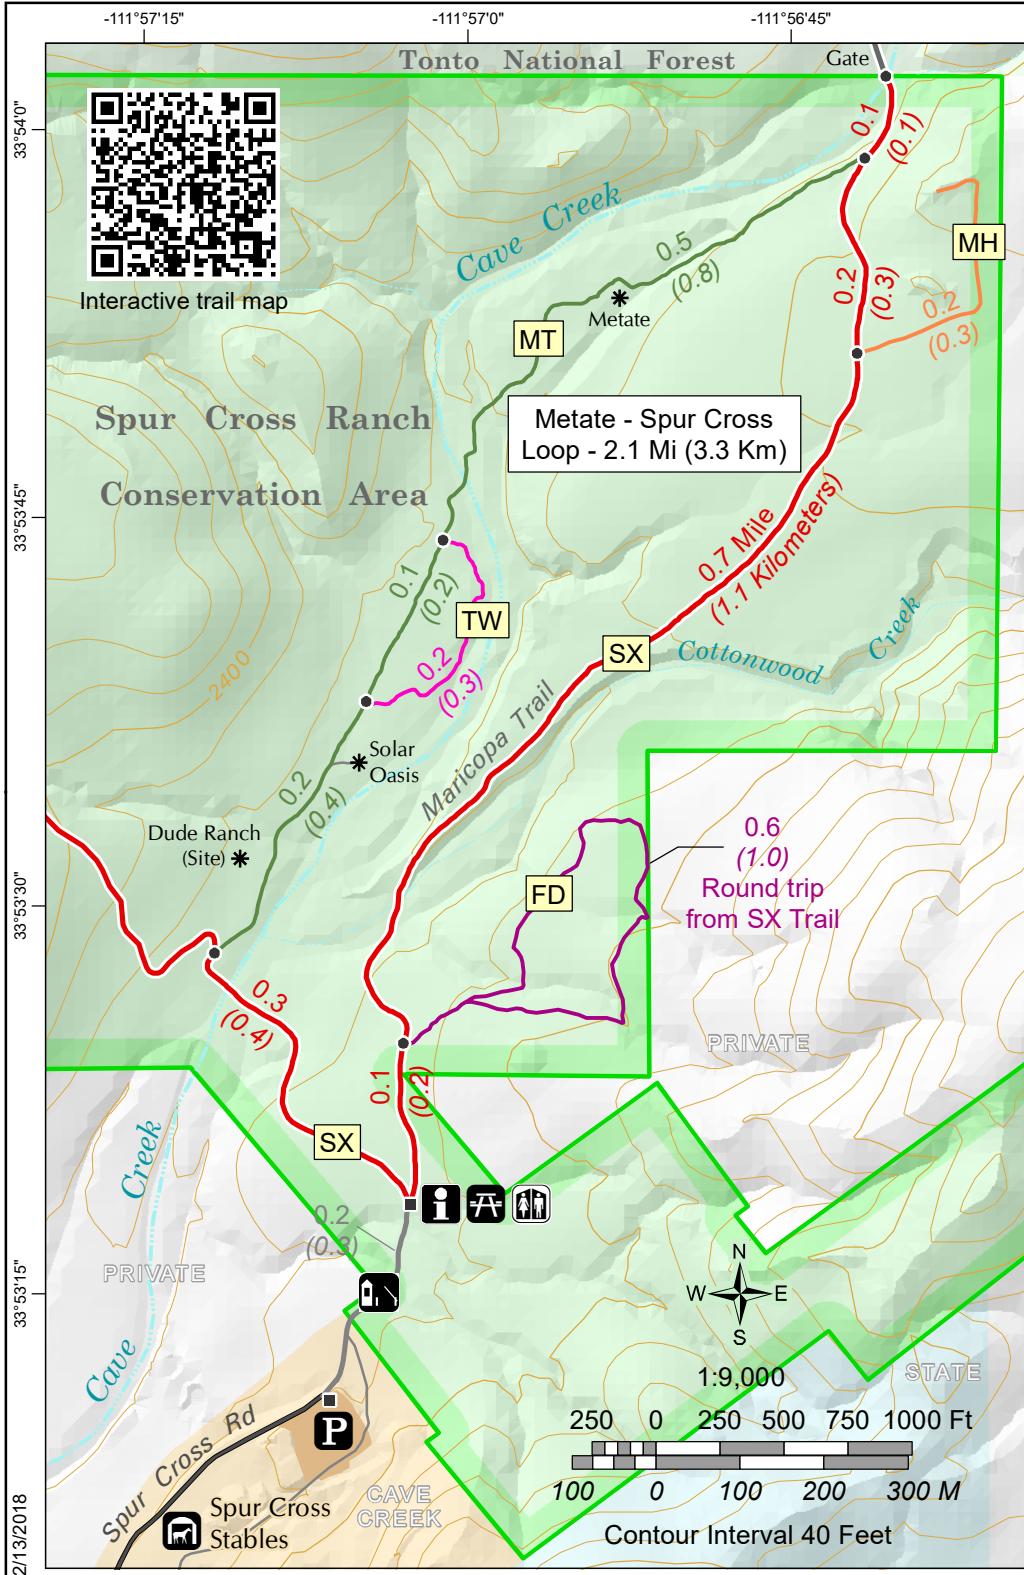 -111°57'15"
-111°57'0"
-111°56'45"
Tonto National Forest
Gate
33°54'0"
0.1
(0.1)
Cave Creek
Interactive trail map
MH
0.5
(0.8)
0.2
(0.3)
0.2
(0.3)
Metate
MT
Spur Cross Ranch
Conservation Area
Metate - Spur Cross
Loop - 2.1 Mi (3.3 Km)
33°53'45"
0.7 Mile
(1.1 Kilometers)
0.1
(0.2)
TW
0.2
(0.3)
SX
Cottonwood Creek
2400
Maricopa Trail
Solar
Oasis
0.2
(0.4)
Dude Ranch
(Site)
0.6
(1.0)
Round trip
from SX Trail
FD
33°53'30"
0.3
(0.4)
PRIVATE
0.1
(0.2)
SX
Cave Creek
0.2
(0.3)
PRIVATE
33°53'15"
N
W E
S
1:9,000
STATE
250 0 250 500 750 1000 Ft
100 0 100 200 300 M
Contour Interval 40 Feet
P
Spur Cross Rd
CAVE
CREEK
Spur Cross
Stables
2/13/2018